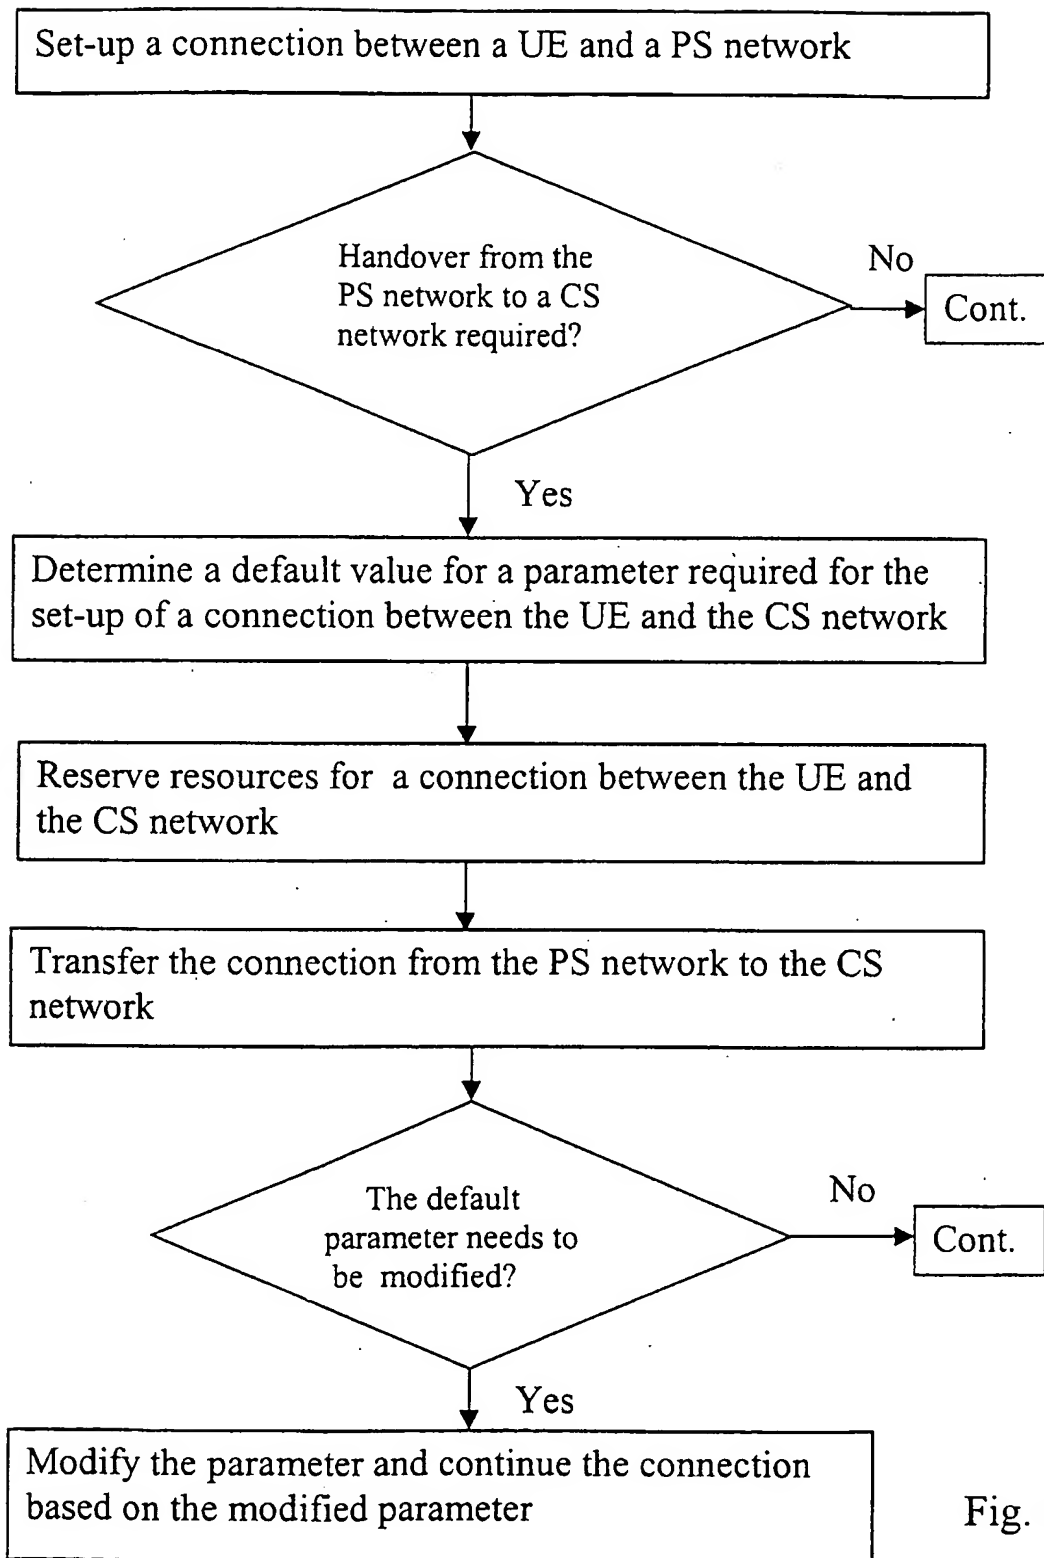 Set-up a connection between a UE and a PS network
Handover from the
PS network to a CS
network required?
No
Cont.
Yes
Determine a default value for a parameter required for the
set-up of a connection between the UE and the CS network
Reserve resources for a connection between the UE and
the CS network
Transfer the connection from the PS network to the CS
network
The default
parameter needs to
be modified?
No
Cont.
Yes
Modify the parameter and continue the connection
based on the modified parameter
Fig.